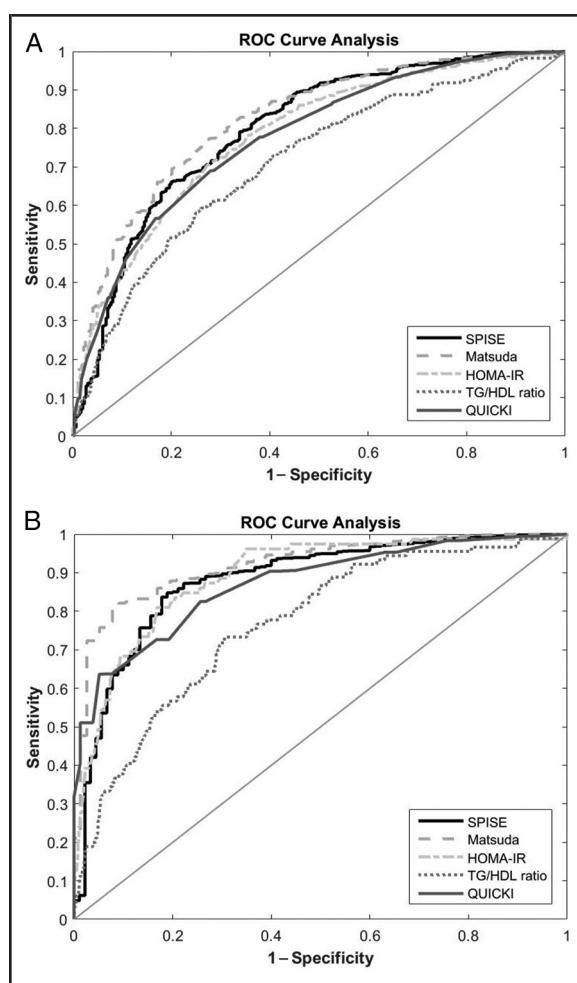 A
ROC Curve Analysis
1
0.9
0.8
0.7
0.6
0.5
0.4
0.3
0.2
0.1
0
Sensitivity
SPISE
Matsuda
HOMA-IR
TG/HDL ratio
QUICKI
0 0.2 0.4 0.6 0.8 1
1– Specificity
B
ROC Curve Analysis
1
0.9
0.8
0.7
0.6
0.5
0.4
0.3
0.2
0.1
0
Sensitivity
SPISE
Matsuda
HOMA-IR
TG/HDL ratio
QUICKI
0 0.2 0.4 0.6 0.8 1
1– Specificity